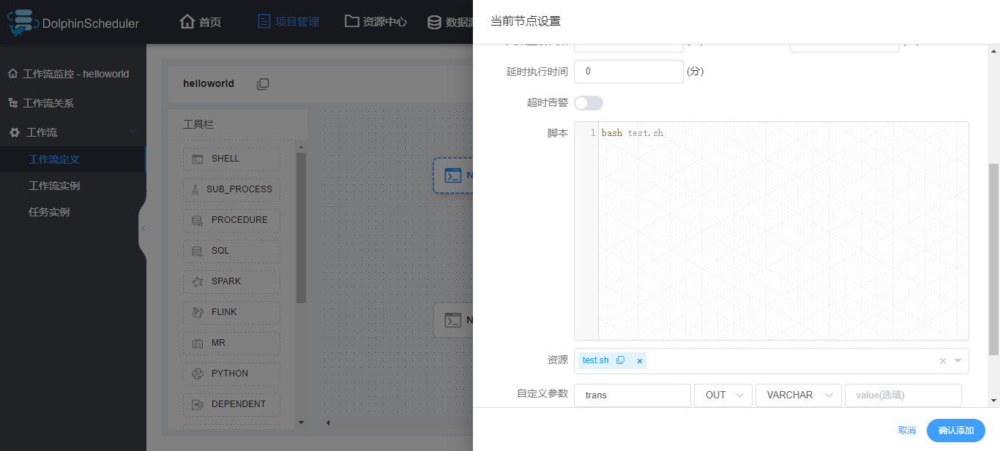 DolphinScheduler
首页
项目管理
资源中心
数据源
当前节点设置
工作流监控 - helloworld
工作流关系
工作流
工作流定义
工作流实例
任务实例
helloworld
工具栏
SHELL
SUB_PROCESS
PROCEDURE
SQL
SPARK
FLINK
MR
PYTHON
DEPENDENT
N
N
延时执行时间 0 (分)
超时告警
脚本
1 bash test.sh
资源 test.sh
自定义参数 trans OUT VARCHAR value(选填)
取消 确认添加